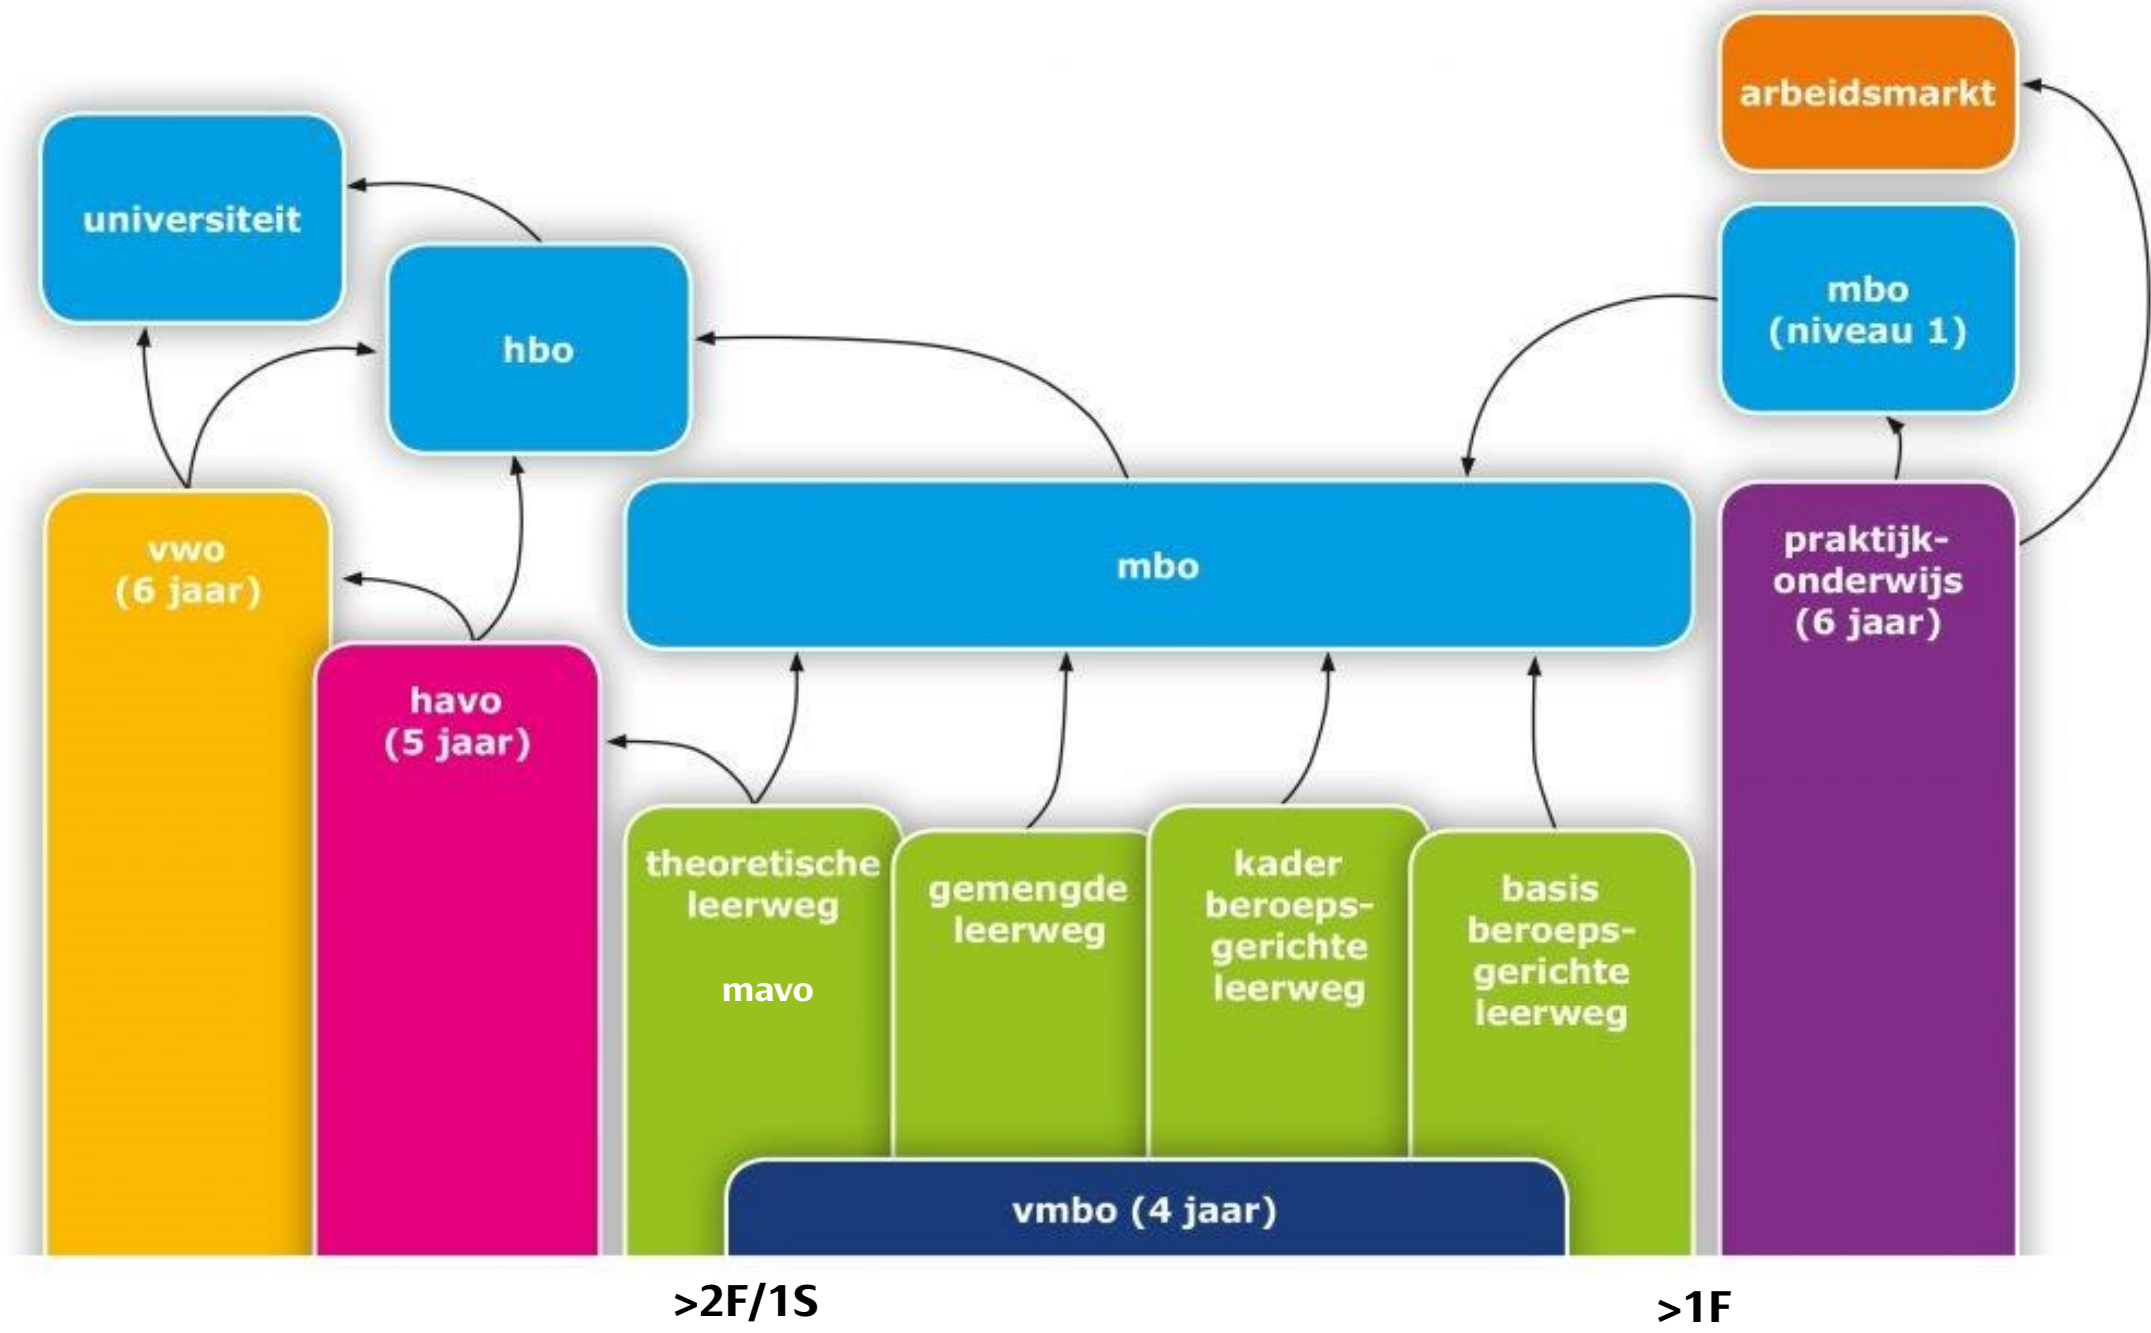 arbeidsmarkt
universiteit
hbo
mbo
(niveau 1)
vwo
(6 jaar)
mbo
praktijk-
onderwijs
(6 jaar)
havo
(5 jaar)
theoretische
leerweg
mavo
gemengde
leerweg
kader
beroeps-
gerichte
leerweg
basis
beroeps-
gerichte
leerweg
vmbo (4 jaar)
>2F/1S
>1F